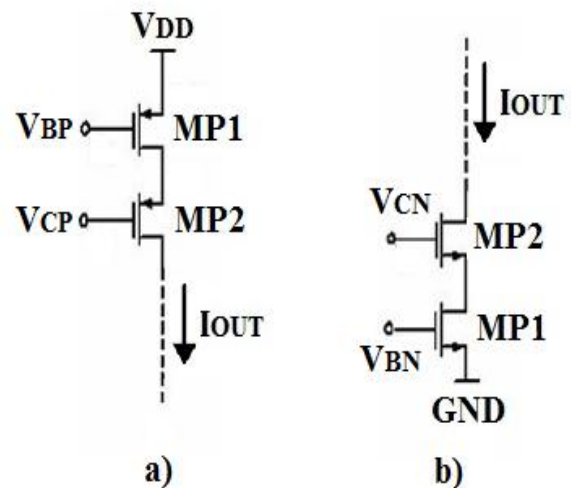 VDD
VBP
MP1
VCP
MP2
IOUT
a)
IOUT
VCN
MP2
VBN
MP1
GND
b)